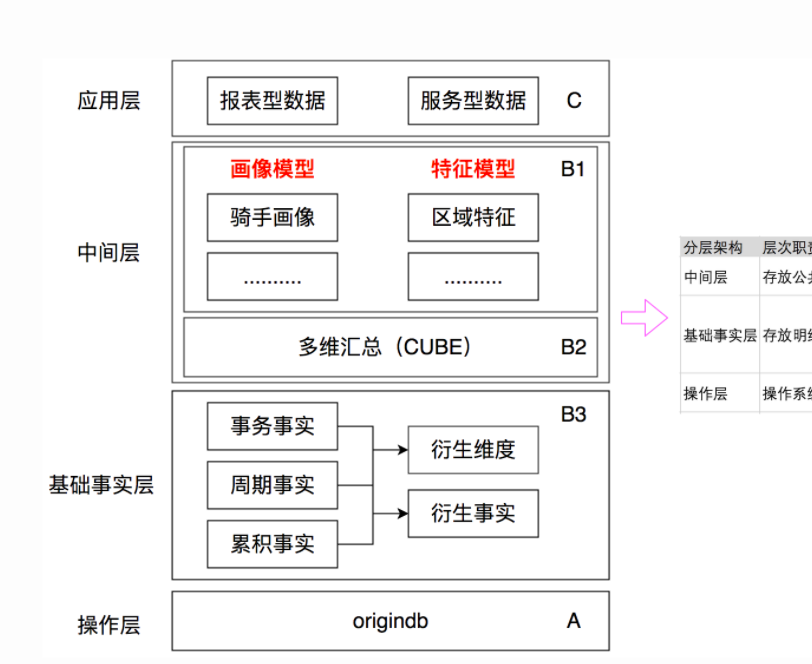 应用层
报表型数据
服务型数据
C
中间层
画像模型
特征模型
B1
骑手画像
区域特征
..........
..........
多维汇总（CUBE）
B2
基础事实层
B3
事务事实
周期事实
累积事实
衍生维度
衍生事实
操作层
origindb
A
分层架构 层次职
中间层 存放公
基础事实层 存放明
操作层 操作系